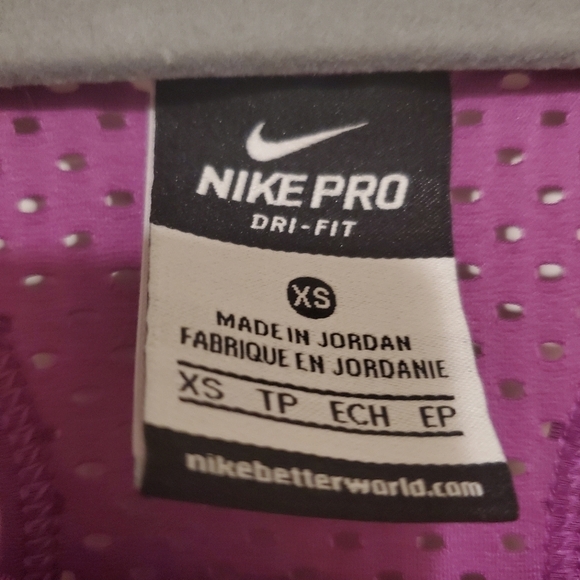 NIKE PRO
DRI-FIT
XS
MADE IN JORDAN
FABRIQUE EN JORDANIE
XS TP ECH EP
nikebetterworld.com